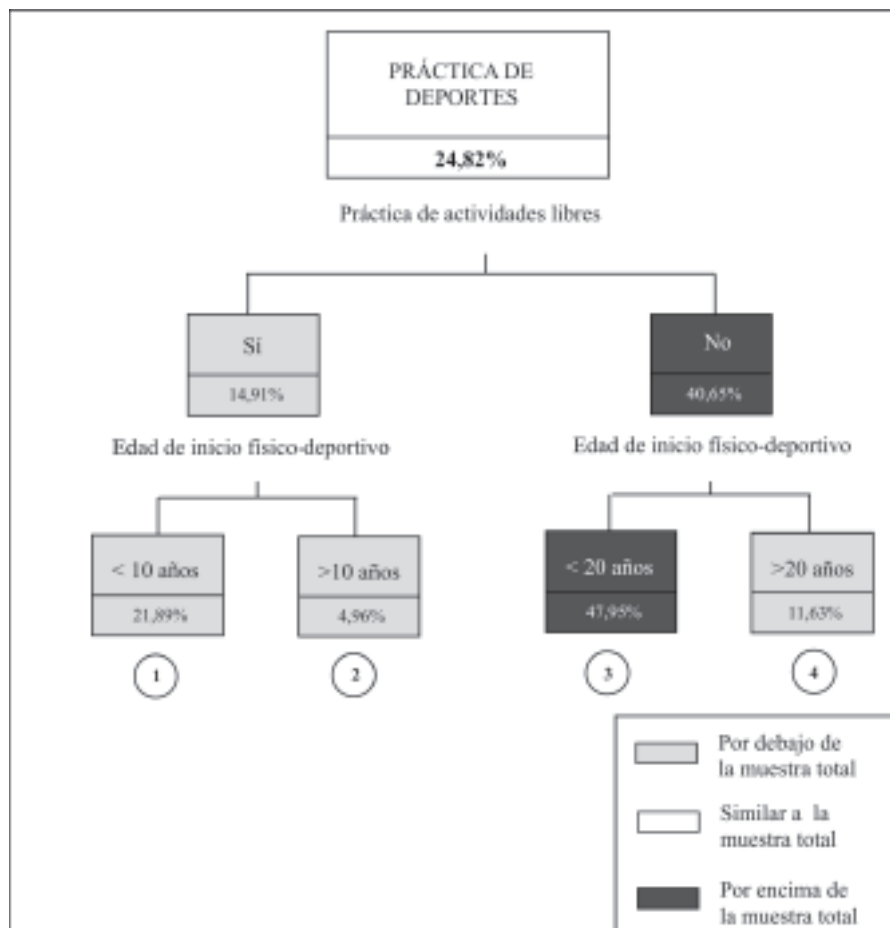 PRÁCTICA DE
DEPORTES
24,82%
Práctica de actividades libres
Sí
No
14,91%
40,65%
Edad de inicio físico-deportivo
Edad de inicio físico-deportivo
< 10 años
>10 años
< 20 años
>20 años
21,89%
4,96%
47,95%
11,63%
1
2
3
4
Por debajo de
la muestra total
Similar a la
muestra total
Por encima de
la muestra total